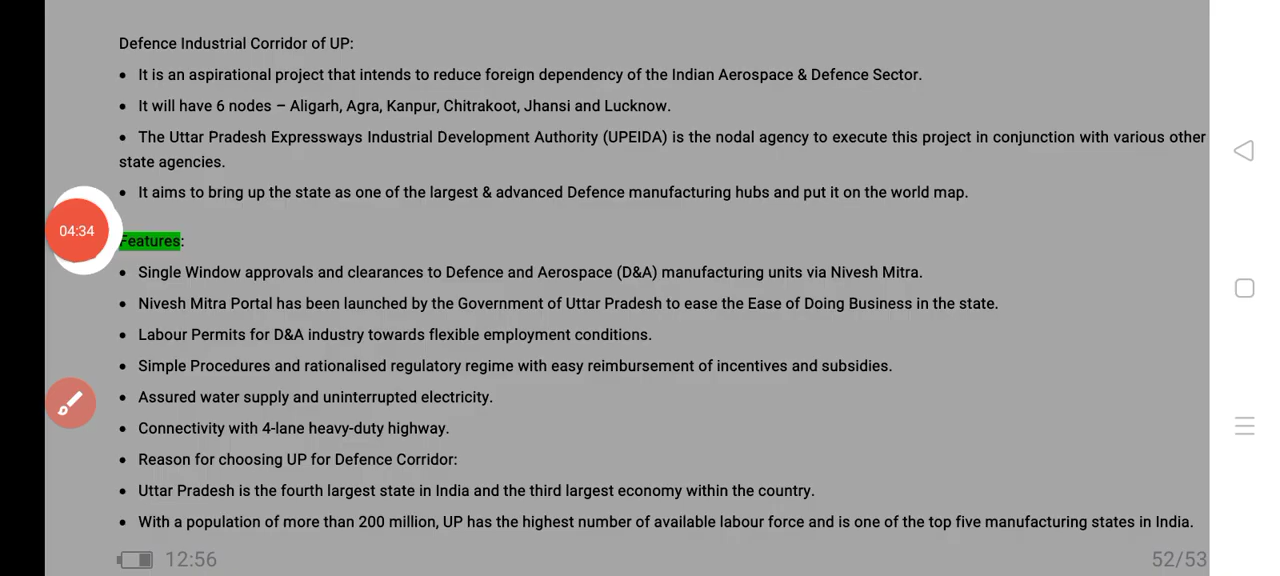 Defence Industrial Corridor of UP:
• It is an aspirational project that intends to reduce foreign dependency of the Indian Aerospace & Defence Sector.
• It will have 6 nodes – Aligarh, Agra, Kanpur, Chitrakoot, Jhansi and Lucknow.
• The Uttar Pradesh Expressways Industrial Development Authority (UPEIDA) is the nodal agency to execute this project in conjunction with various other
state agencies.
• It aims to bring up the state as one of the largest & advanced Defence manufacturing hubs and put it on the world map.
04:34
Features:
• Single Window approvals and clearances to Defence and Aerospace (D&A) manufacturing units via Nivesh Mitra.
• Nivesh Mitra Portal has been launched by the Government of Uttar Pradesh to ease the Ease of Doing Business in the state.
• Labour Permits for D&A industry towards flexible employment conditions.
• Simple Procedures and rationalised regulatory regime with easy reimbursement of incentives and subsidies.
• Assured water supply and uninterrupted electricity.
• Connectivity with 4-lane heavy-duty highway.
• Reason for choosing UP for Defence Corridor:
• Uttar Pradesh is the fourth largest state in India and the third largest economy within the country.
• With a population of more than 200 million, UP has the highest number of available labour force and is one of the top five manufacturing states in India.
12:56
52/53